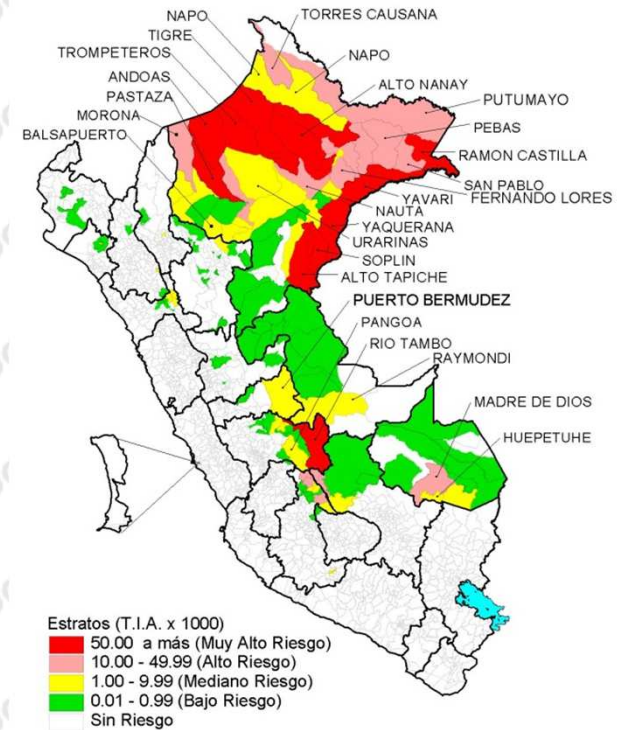 NAPO
TORRES CAUSANA
TIGRE
TROMPETEROS
NAPO
ANDOAS
ALTO NANAY
PASTAZA
PUTUMAYO
MORONA
PEBAS
BALSAPUERTO
RAMON CASTILLA
SAN PABLO
FERNANDO LORES
YAVARI
NAUTA
YAQUERANA
URARINAS
SOPLIN
ALTO TAPICHE
PUERTO BERMUDEZ
PANGOA
RIO TAMBO
RAYMONDI
MADRE DE DIOS
HUEPETUHE
Estratos (T.I.A. x 1000)
50.00 a más (Muy Alto Riesgo)
10.00 - 49.99 (Alto Riesgo)
1.00 - 9.99 (Mediano Riesgo)
0.01 - 0.99 (Bajo Riesgo)
Sin Riesgo